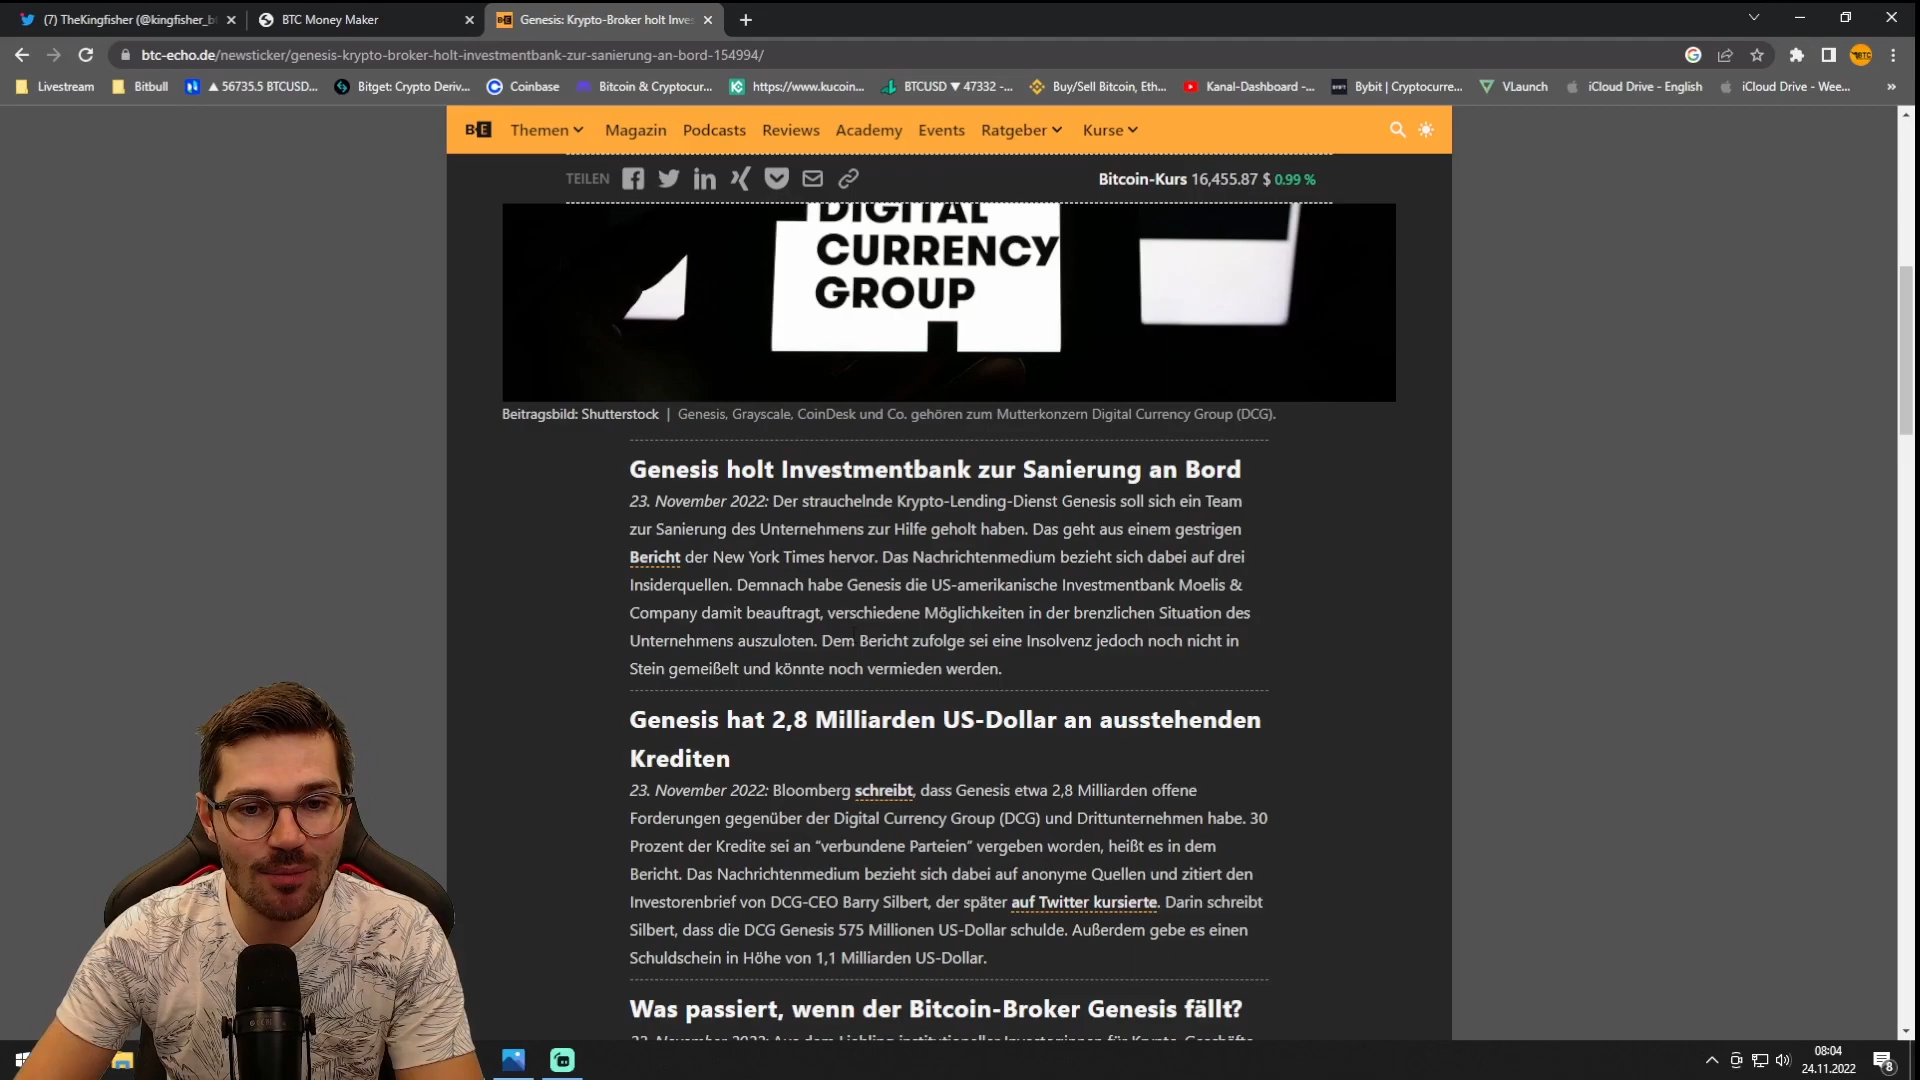 (7) TheKingfisher (@kingfisher_b
BTC Money Maker
Genesis: Krypto-Broker holt Inves
btc-echo.de/newsticker/genesis-krypto-broker-holt-investmentbank-zur-sanierung-an-bord-154994/
Livestream
Bitbull
▲ 56735.5 BTCUSD...
Bitget: Crypto Deriv...
Coinbase
Bitcoin & Cryptocur...
https://www.kucoin...
BTCUSD ▼ 47332 -...
Buy/Sell Bitcoin, Eth...
Kanal-Dashboard -...
Bybit | Cryptocurre...
VLaunch
iCloud Drive - English
iCloud Drive - Wee...
»
B-E
Themen
Magazin
Podcasts
Reviews
Academy
Events
Ratgeber
Kurse
TEILEN
Bitcoin-Kurs 16,455.87 $ 0.99 %
DIGITAL
CURRENCY
GROUP
Beitragsbild: Shutterstock | Genesis, Grayscale, CoinDesk und Co. gehören zum Mutterkonzern Digital Currency Group (DCG).
Genesis holt Investmentbank zur Sanierung an Bord
23. November 2022: Der strauchelnde Krypto-Lending-Dienst Genesis soll sich ein Team
zur Sanierung des Unternehmens zur Hilfe geholt haben. Das geht aus einem gestrigen
Bericht der New York Times hervor. Das Nachrichtenmedium bezieht sich dabei auf drei
Insiderquellen. Demnach habe Genesis die US-amerikanische Investmentbank Moelis &
Company damit beauftragt, verschiedene Möglichkeiten in der brenzlichen Situation des
Unternehmens auszuloten. Dem Bericht zufolge sei eine Insolvenz jedoch noch nicht in
Stein gemeißelt und könnte noch vermieden werden.
Genesis hat 2,8 Milliarden US-Dollar an ausstehenden
Krediten
23. November 2022: Bloomberg schreibt, dass Genesis etwa 2,8 Milliarden offene
Forderungen gegenüber der Digital Currency Group (DCG) und Drittunternehmen habe. 30
Prozent der Kredite sei an “verbundene Parteien” vergeben worden, heißt es in dem
Bericht. Das Nachrichtenmedium bezieht sich dabei auf anonyme Quellen und zitiert den
Investorenbrief von DCG-CEO Barry Silbert, der später auf Twitter kursierte. Darin schreibt
Silbert, dass die DCG Genesis 575 Millionen US-Dollar schulde. Außerdem gebe es einen
Schuldschein in Höhe von 1,1 Milliarden US-Dollar.
Was passiert, wenn der Bitcoin-Broker Genesis fällt?
08:04
24.11.2022
8